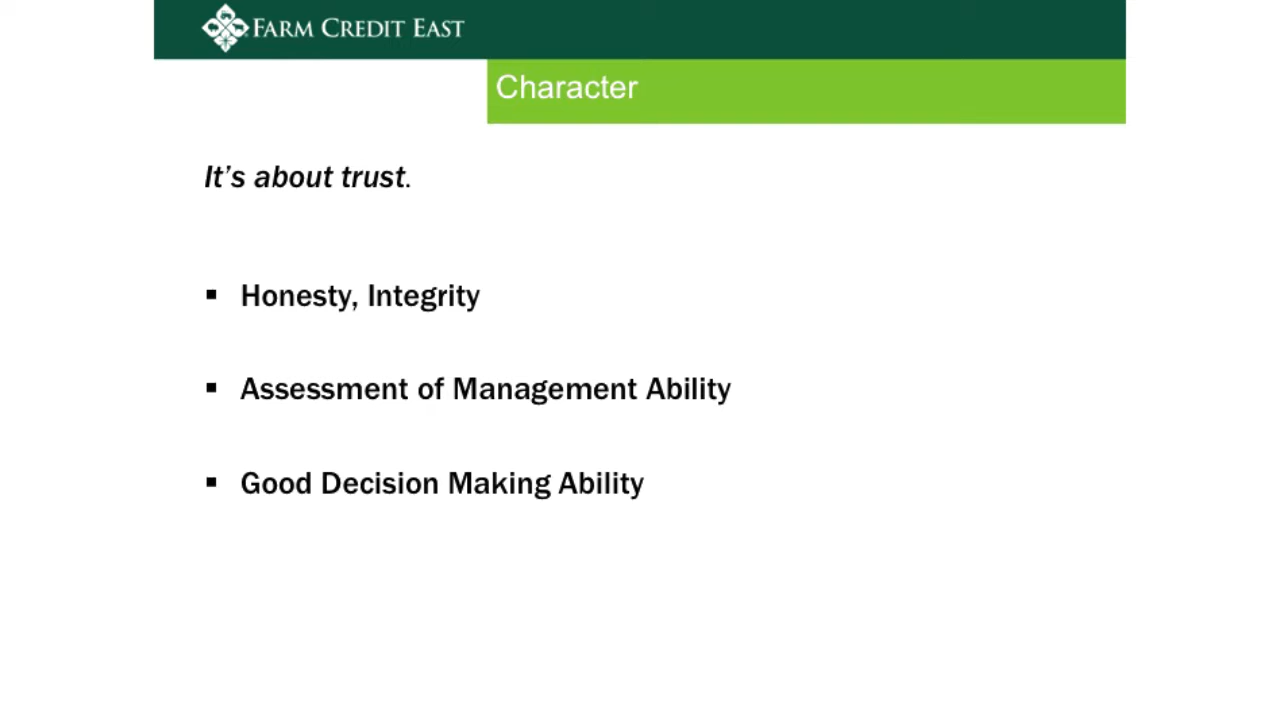 FARM CREDIT EAST
Character
It’s about trust.
▪ Honesty, Integrity
▪ Assessment of Management Ability
▪ Good Decision Making Ability